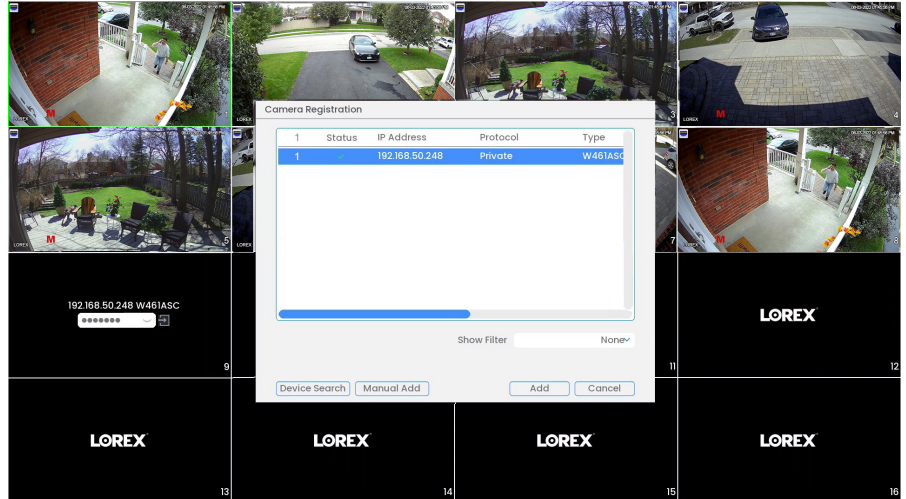 LOREX
M
LOREX
3
M
4
Camera Registration
1 Status IP Address Protocol Type
1 192.168.50.248 Private W461ASC
LOREX
M
5
LOREX
7
M
8
192.168.50.248 W461ASC
9
Show Filter None
11
LOREX
12
Device Search Manual Add Add Cancel
LOREX
13
LOREX
14
LOREX
15
LOREX
16